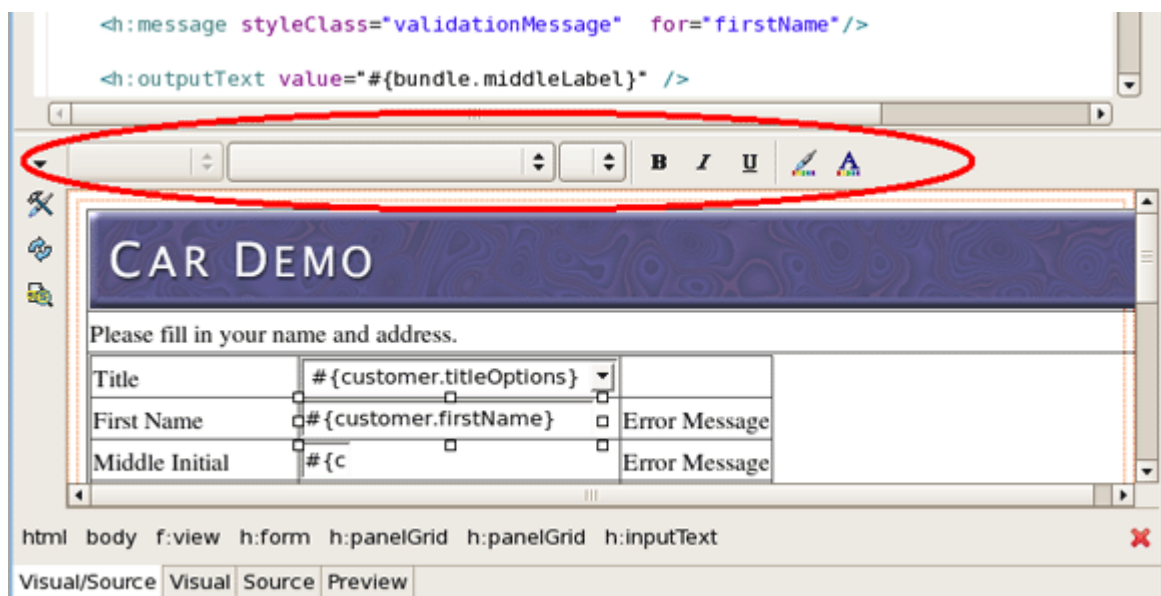 <h:message styleClass="validationMessage"  for="firstName"/>
<h:outputText value="#{bundle.middleLabel}" />
B I U A
CAR DEMO
Please fill in your name and address.
Title #{customer.titleOptions}
First Name #{customer.firstName} Error Message
Middle Initial #{c Error Message
html body f:view h:form h:panelGrid h:panelGrid h:inputText
Visual/Source Visual Source Preview